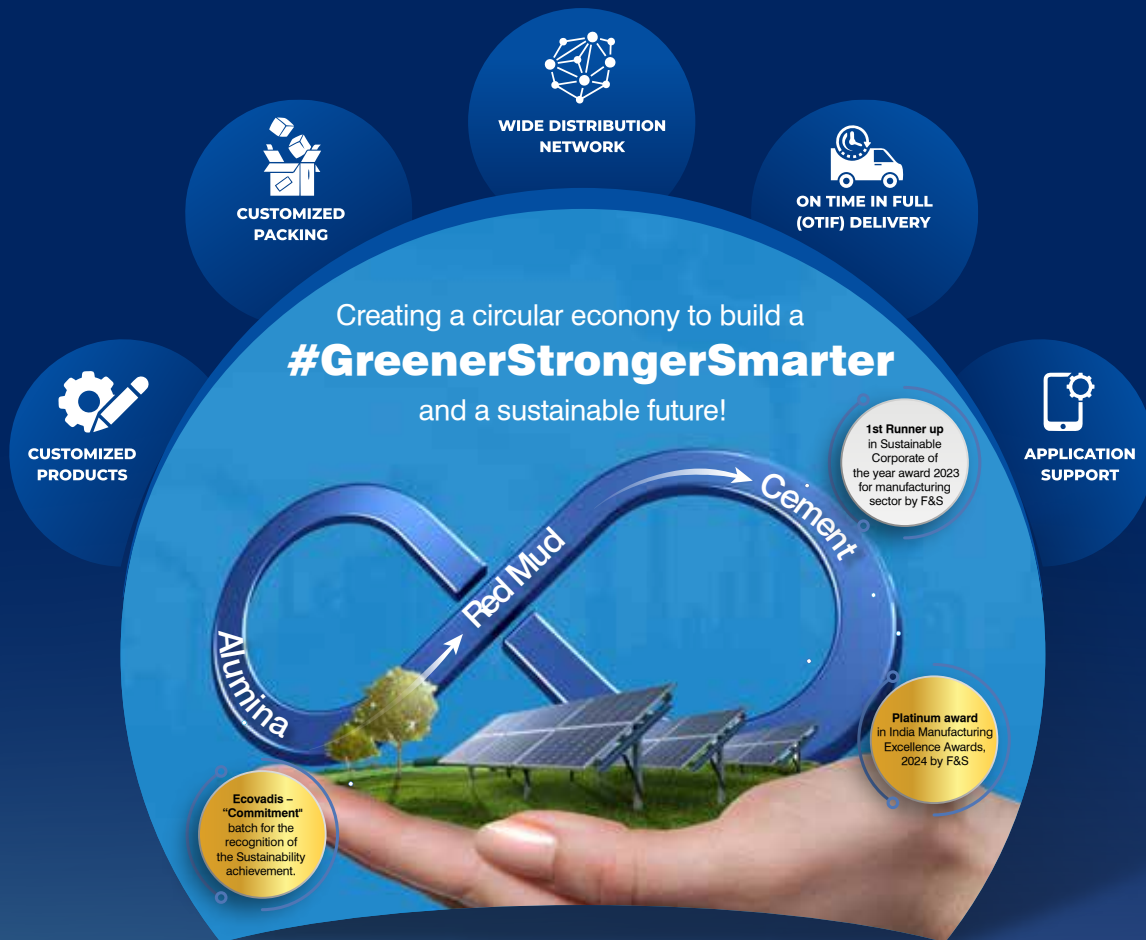 WIDE DISTRIBUTION
NETWORK
CUSTOMIZED
PACKING
ON TIME IN FULL
(OTIF) DELIVERY
CUSTOMIZED
PRODUCTS
APPLICATION
SUPPORT
Creating a circular econony to build a
#GreenerStrongerSmarter
and a sustainable future!
1st Runner up
in Sustainable
Corporate of
the year award 2023
for manufacturing
sector by F&S
Cement
Red Mud
Alumina
Platinum award
in India Manufacturing
Excellence Awards,
2024 by F&S
Ecovadis –
"Commitment"
batch for the
recognition of
the Sustainability
achievement.